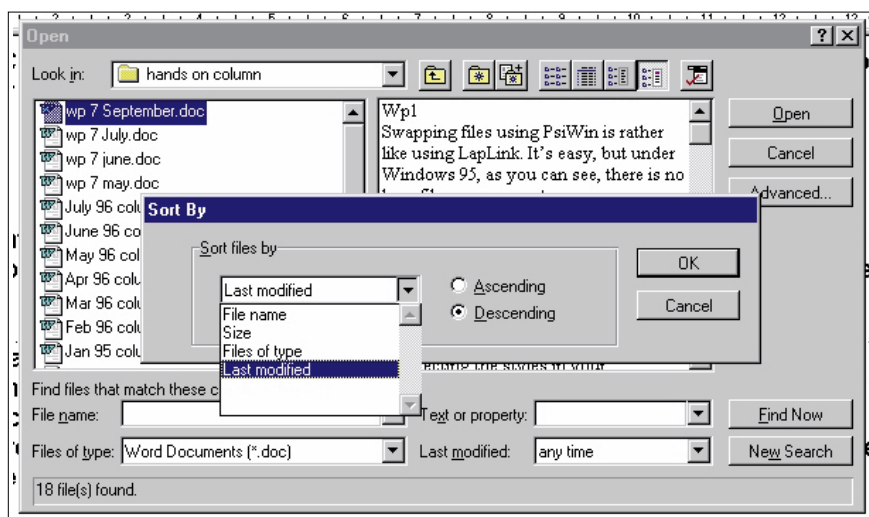 Open
Look in: hands on column
wp 7 September.doc
wp 7 July.doc
wp 7 june.doc
wp 7 may.doc
July 96 colu
June 96 co
May 96 col
Apr 96 colu
Mar 96 colu
Feb 96 colu
Jan 95 colu
Wp1
Swapping files using PsiWin is rather
like using LapLink. It's easy, but under
Windows 95, as you can see, there is no
Open
Cancel
Advanced...
Sort By
Sort files by
Last modified
File name
Size
Files of type
Last modified
Ascending
Descending
OK
Cancel
Find files that match these c
File name:
Text or property:
Find Now
Files of type: Word Documents (*.doc)
Last modified: any time
New Search
18 file(s) found.